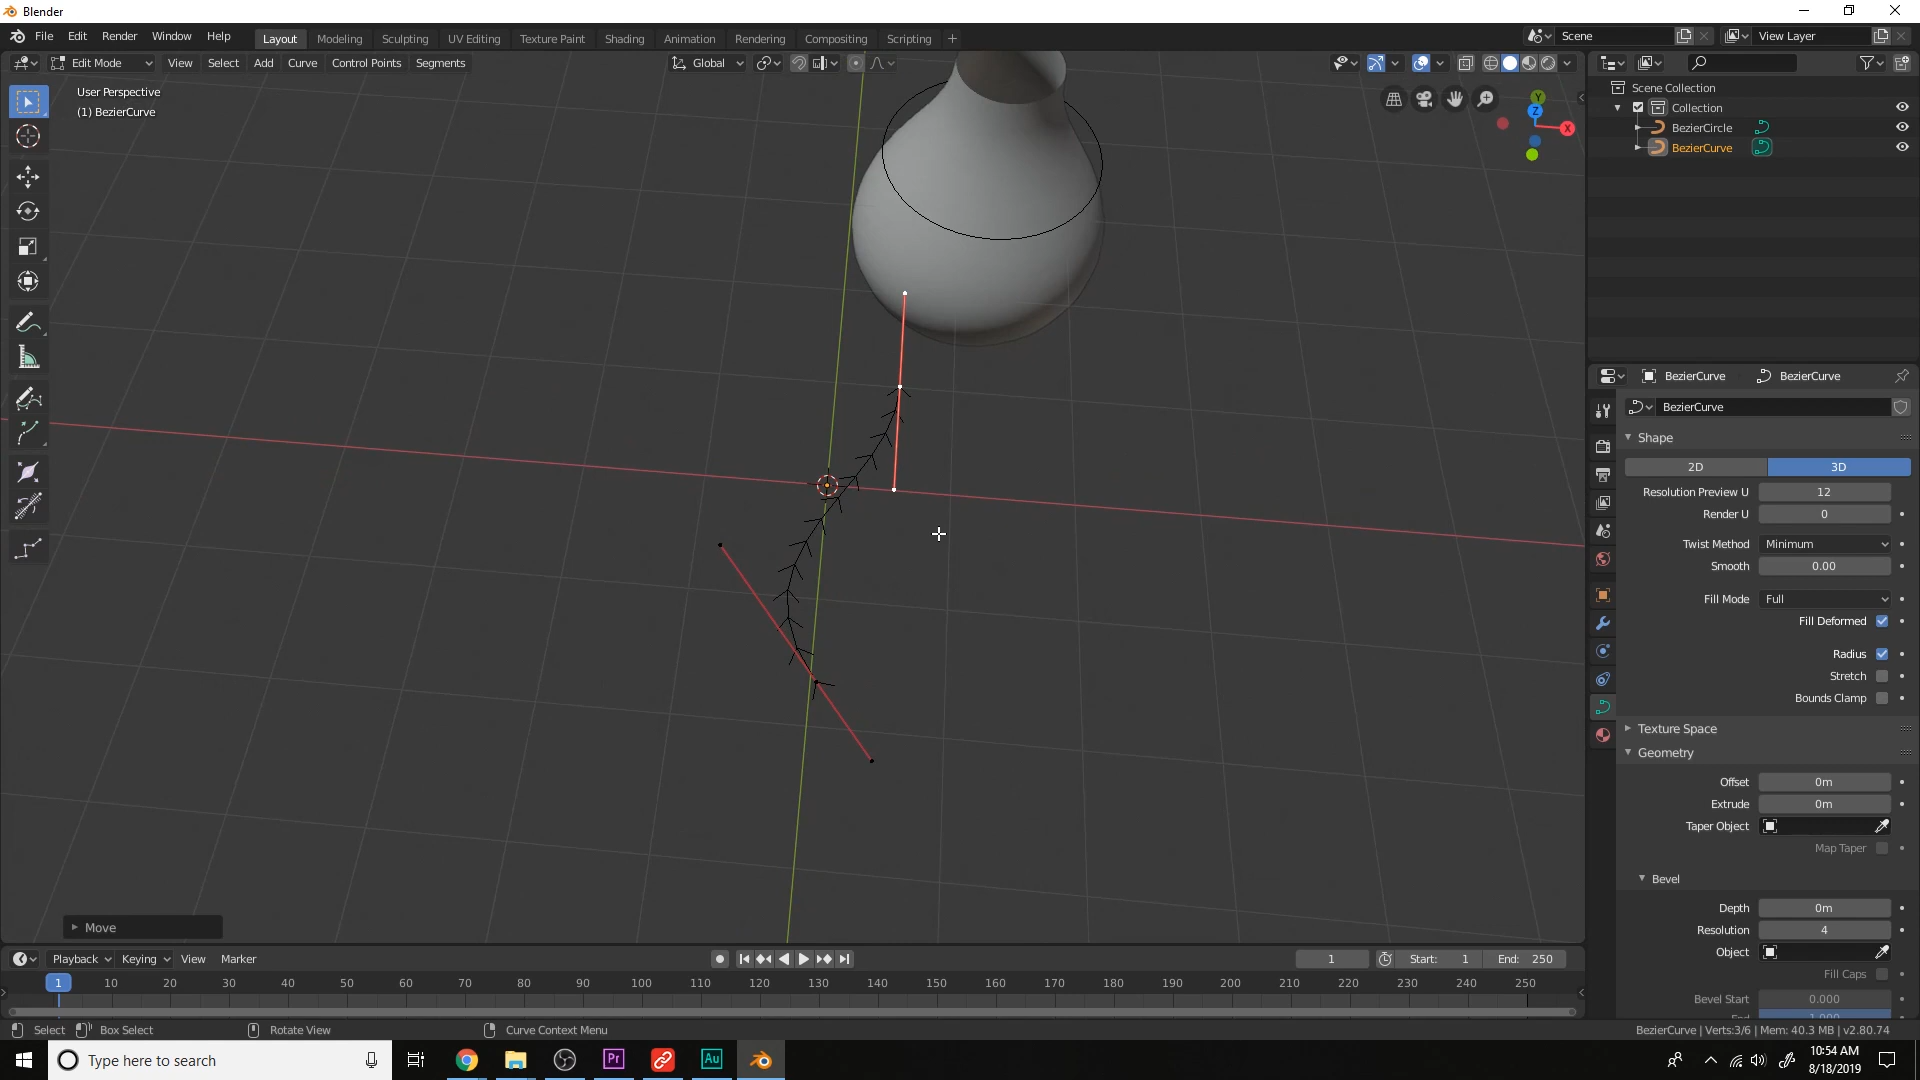 Blender
File Edit Render Window Help
Layout Modeling Sculpting UV Editing Texture Paint Shading Animation Rendering Compositing Scripting +
Scene
View Layer
Edit Mode View Select Add Curve Control Points Segments
Global
User Perspective
(1) BezierCurve
Y
Z
X
Scene Collection
Collection
BezierCircle
BezierCurve
BezierCurve BezierCurve
BezierCurve
Shape
2D 3D
Resolution Preview U 12
Render U 0
Twist Method Minimum
Smooth 0.00
Fill Mode Full
Fill Deformed
Radius
Stretch
Bounds Clamp
Texture Space
Geometry
Offset 0m
Extrude 0m
Taper Object
Map Taper
Bevel
Depth 0m
Resolution 4
Object
Fill Caps
Bevel Start 0.000
End 1.000
Move
Playback Keying View Marker
1 Start: 1 End: 250
1 10 20 30 40 50 60 70 80 90 100 110 120 130 140 150 160 170 180 190 200 210 220 230 240 250
Select Box Select Rotate View Curve Context Menu
BezierCurve | Verts:3/6 | Mem: 40.3 MB | v2.80.74
Type here to search
Pr
Au
10:54 AM
8/18/2019